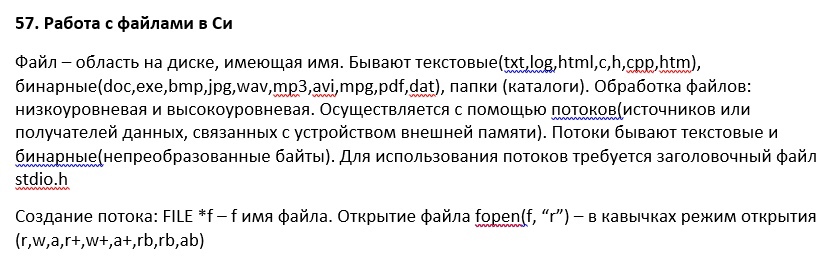 57. Работа с файлами в Си
Файл – область на диске, имеющая имя. Бывают текстовые(txt,log,html,c,h,cpp,htm),
бинарные(doc,exe,bmp,jpg,wav,mp3,avi,mpg,pdf,dat), папки (каталоги). Обработка файлов:
низкоуровневая и высокоуровневая. Осуществляется с помощью потоков(источников или
получателей данных, связанных с устройством внешней памяти). Потоки бывают текстовые и
бинарные(непреобразованные байты). Для использования потоков требуется заголовочный файл
stdio.h
Создание потока: FILE *f – f имя файла. Открытие файла fopen(f, “r”) – в кавычках режим открытия
(r,w,a,r+,w+,a+,rb,rb,ab)